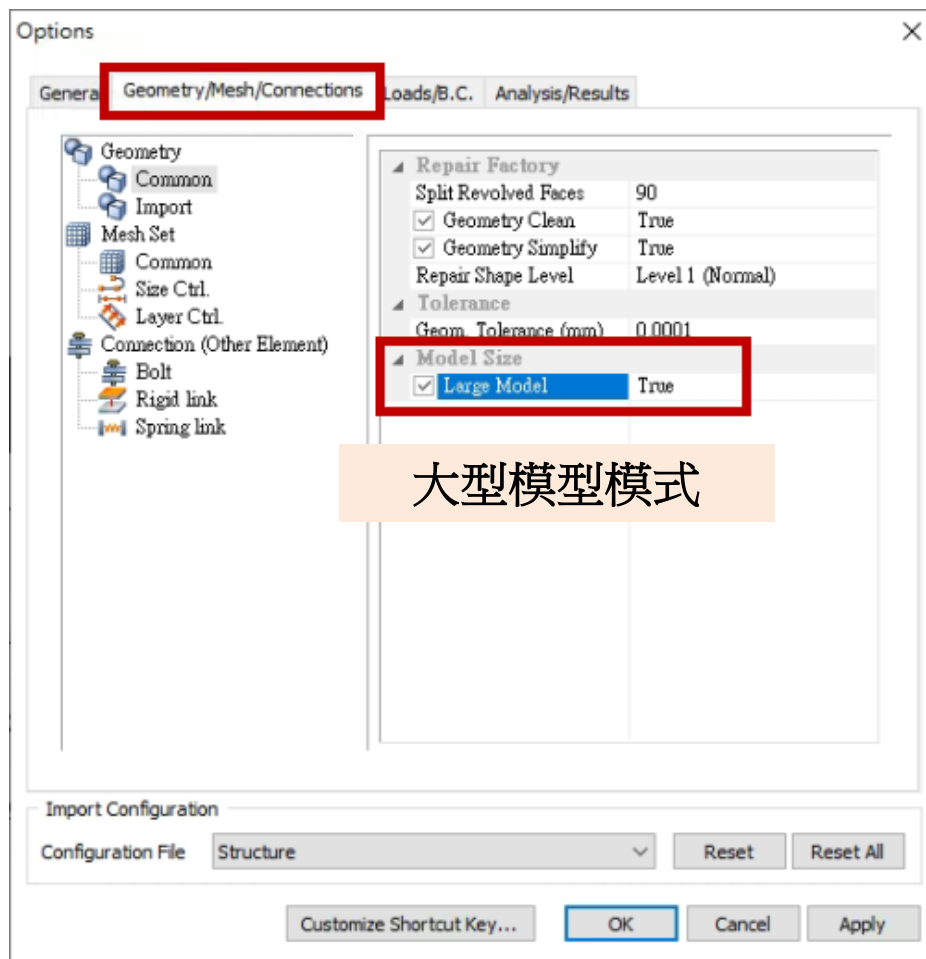 Options
General
Geometry/Mesh/Connections
Loads/B.C.
Analysis/Results
Geometry
Common
Import
Mesh Set
Common
Size Ctrl.
Layer Ctrl.
Connection (Other Element)
Bolt
Rigid link
Spring link
Repair Factory
Split Revolved Faces 90
Geometry Clean True
Geometry Simplify True
Repair Shape Level Level 1 (Normal)
Tolerance
Geom. Tolerance (mm) 0.0001
Model Size
Large Model True
大型模型模式
Import Configuration
Configuration File Structure Reset Reset All
Customize Shortcut Key... OK Cancel Apply